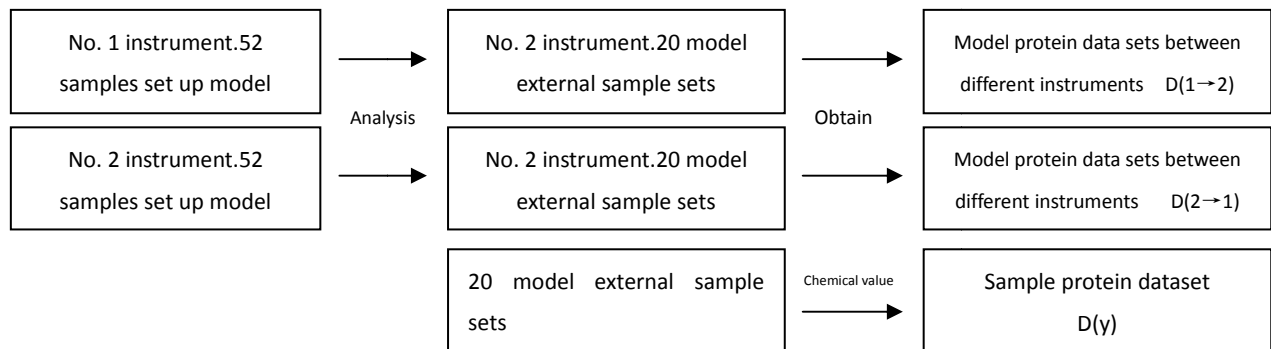 No. 1 instrument.52
samples set up model
Analysis
No. 2 instrument.20 model
external sample sets
Obtain
Model protein data sets between
different instruments D(1→2)
No. 2 instrument.52
samples set up model
No. 2 instrument.20 model
external sample sets
Model protein data sets between
different instruments D(2→1)
20 model external sample
sets
Chemical value
Sample protein dataset
D(y)